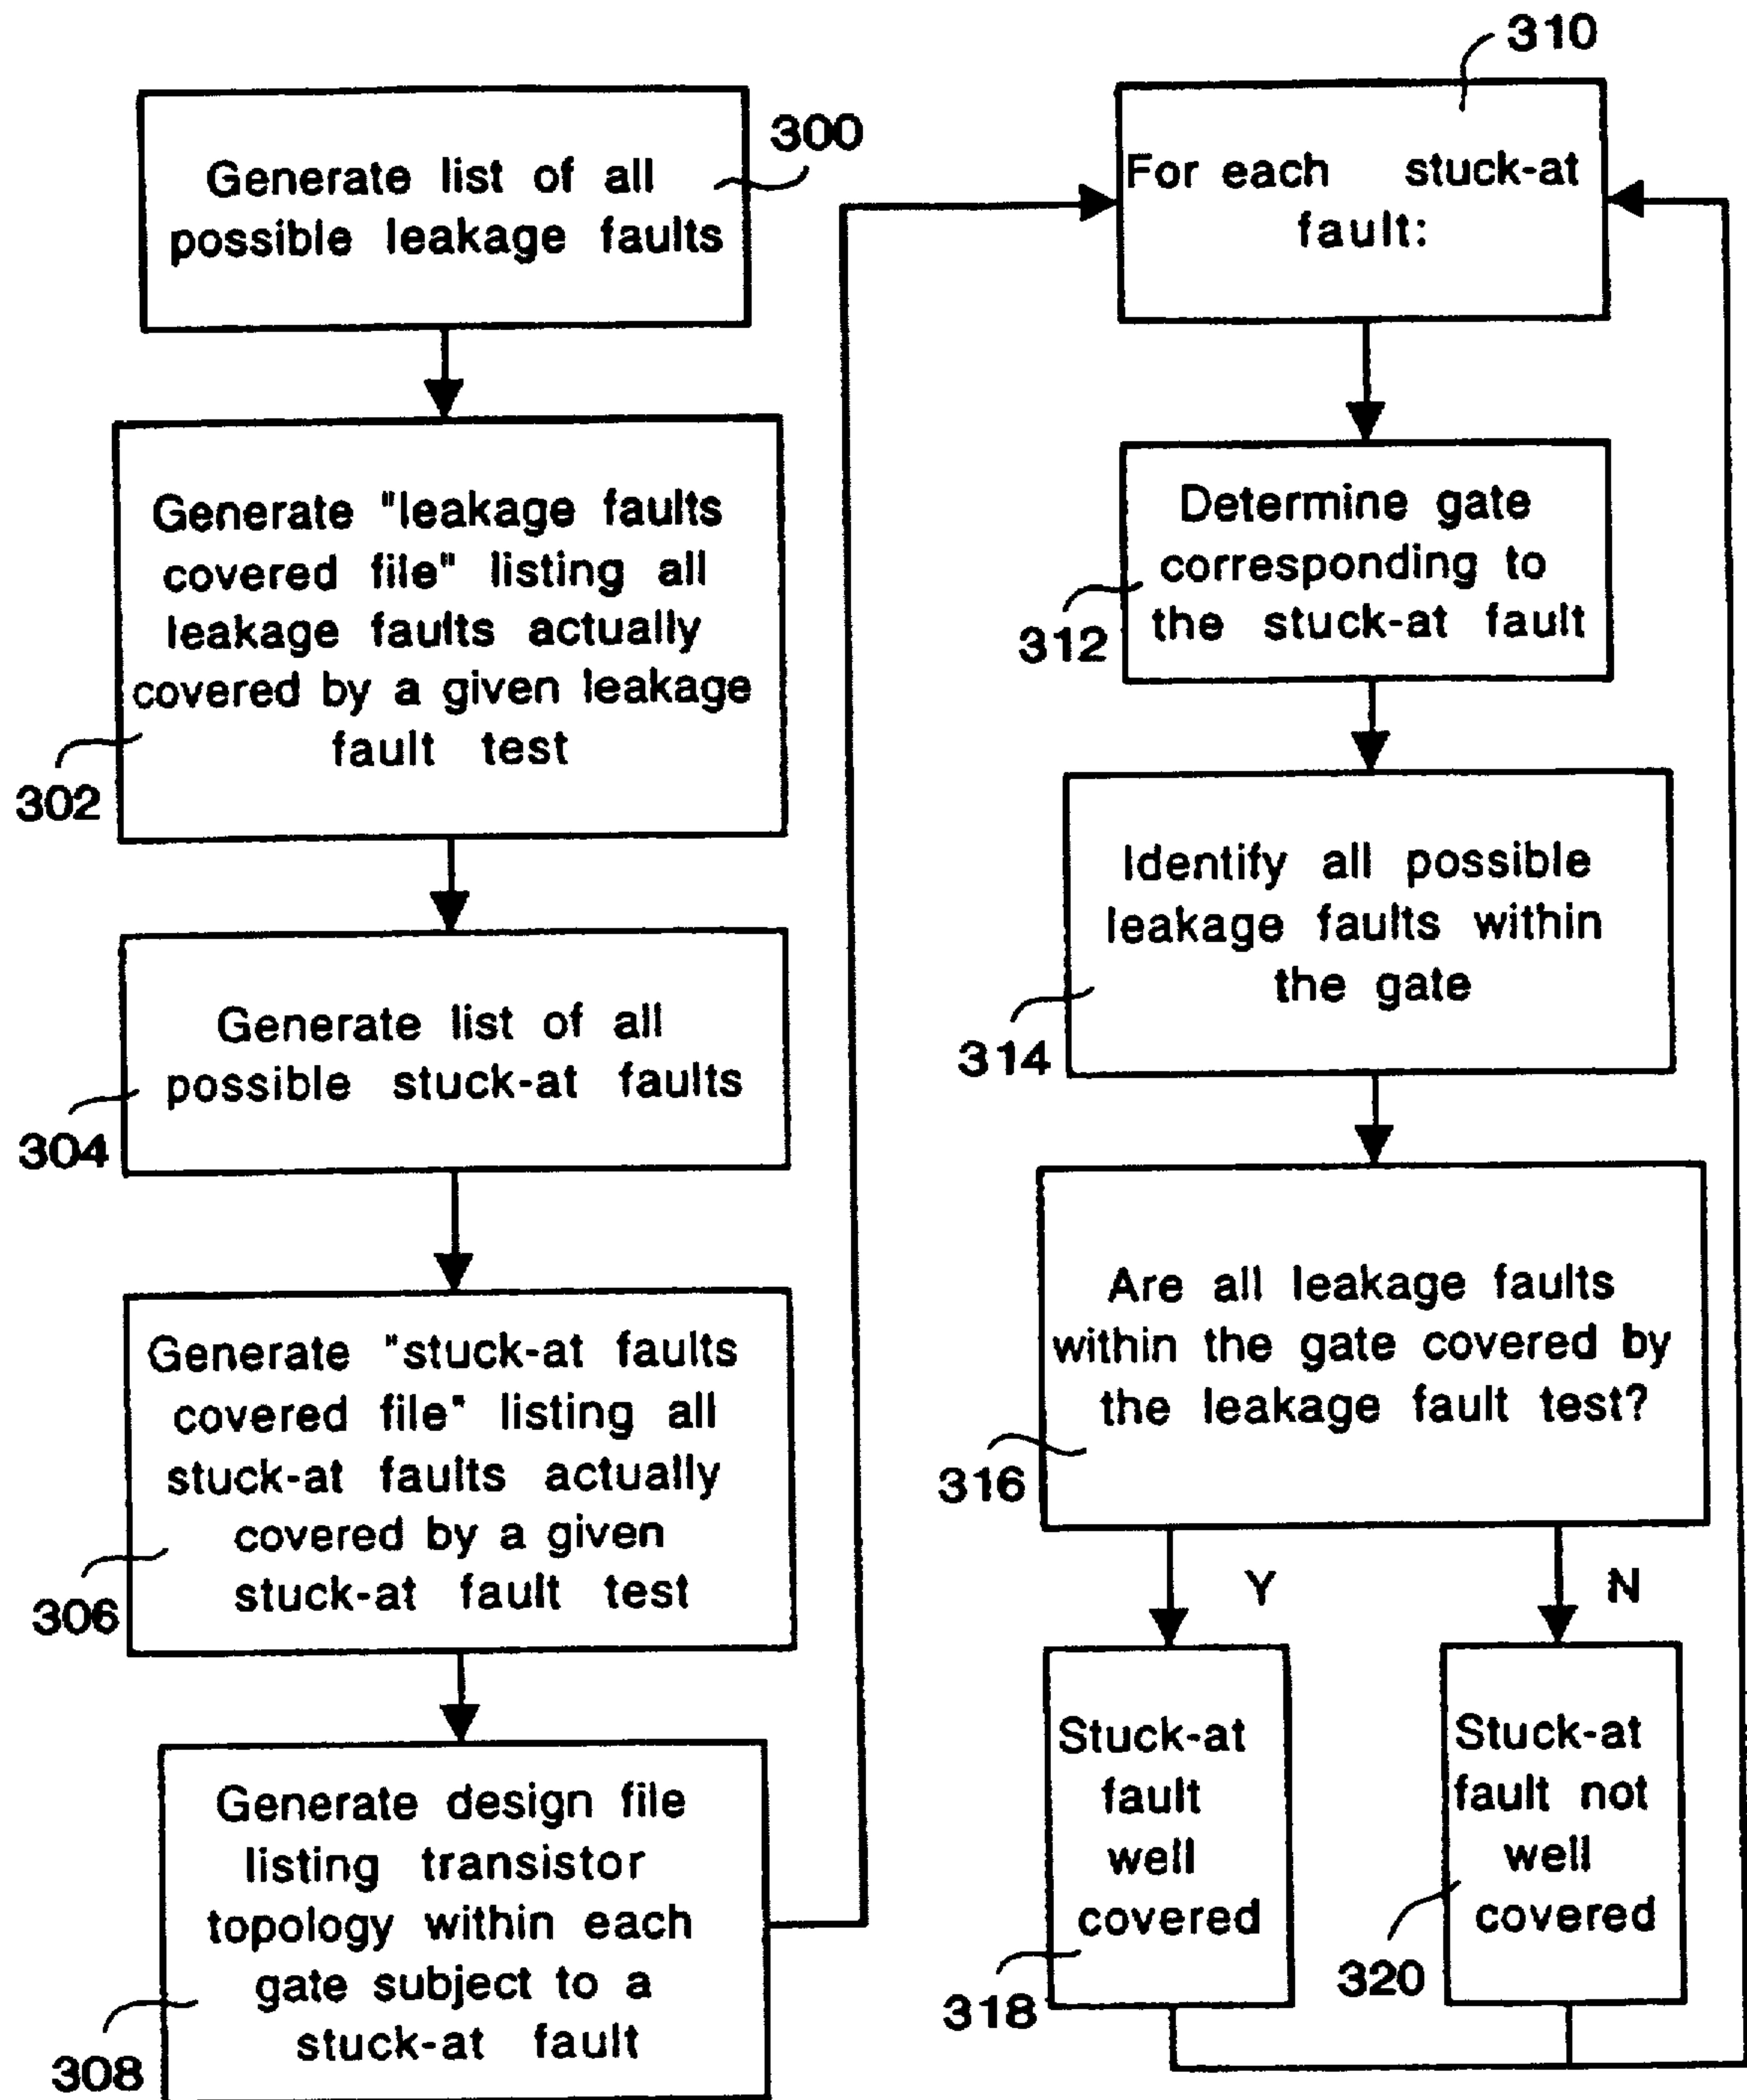 Generate list of all
possible leakage faults
300
Generate "leakage faults
covered file" listing all
leakage faults actually
covered by a given leakage
fault test
302
Generate list of all
possible stuck-at faults
304
Generate "stuck-at faults
covered file" listing all
stuck-at faults actually
covered by a given
stuck-at fault test
306
Generate design file
listing transistor
topology within each
gate subject to a
stuck-at fault
308
310
For each stuck-at
fault:
Determine gate
corresponding to
the stuck-at fault
312
Identify all possible
leakage faults within
the gate
314
Are all leakage faults
within the gate covered by
the leakage fault test?
316
Y
N
Stuck-at
fault
well
covered
318
Stuck-at
fault not
well
covered
320